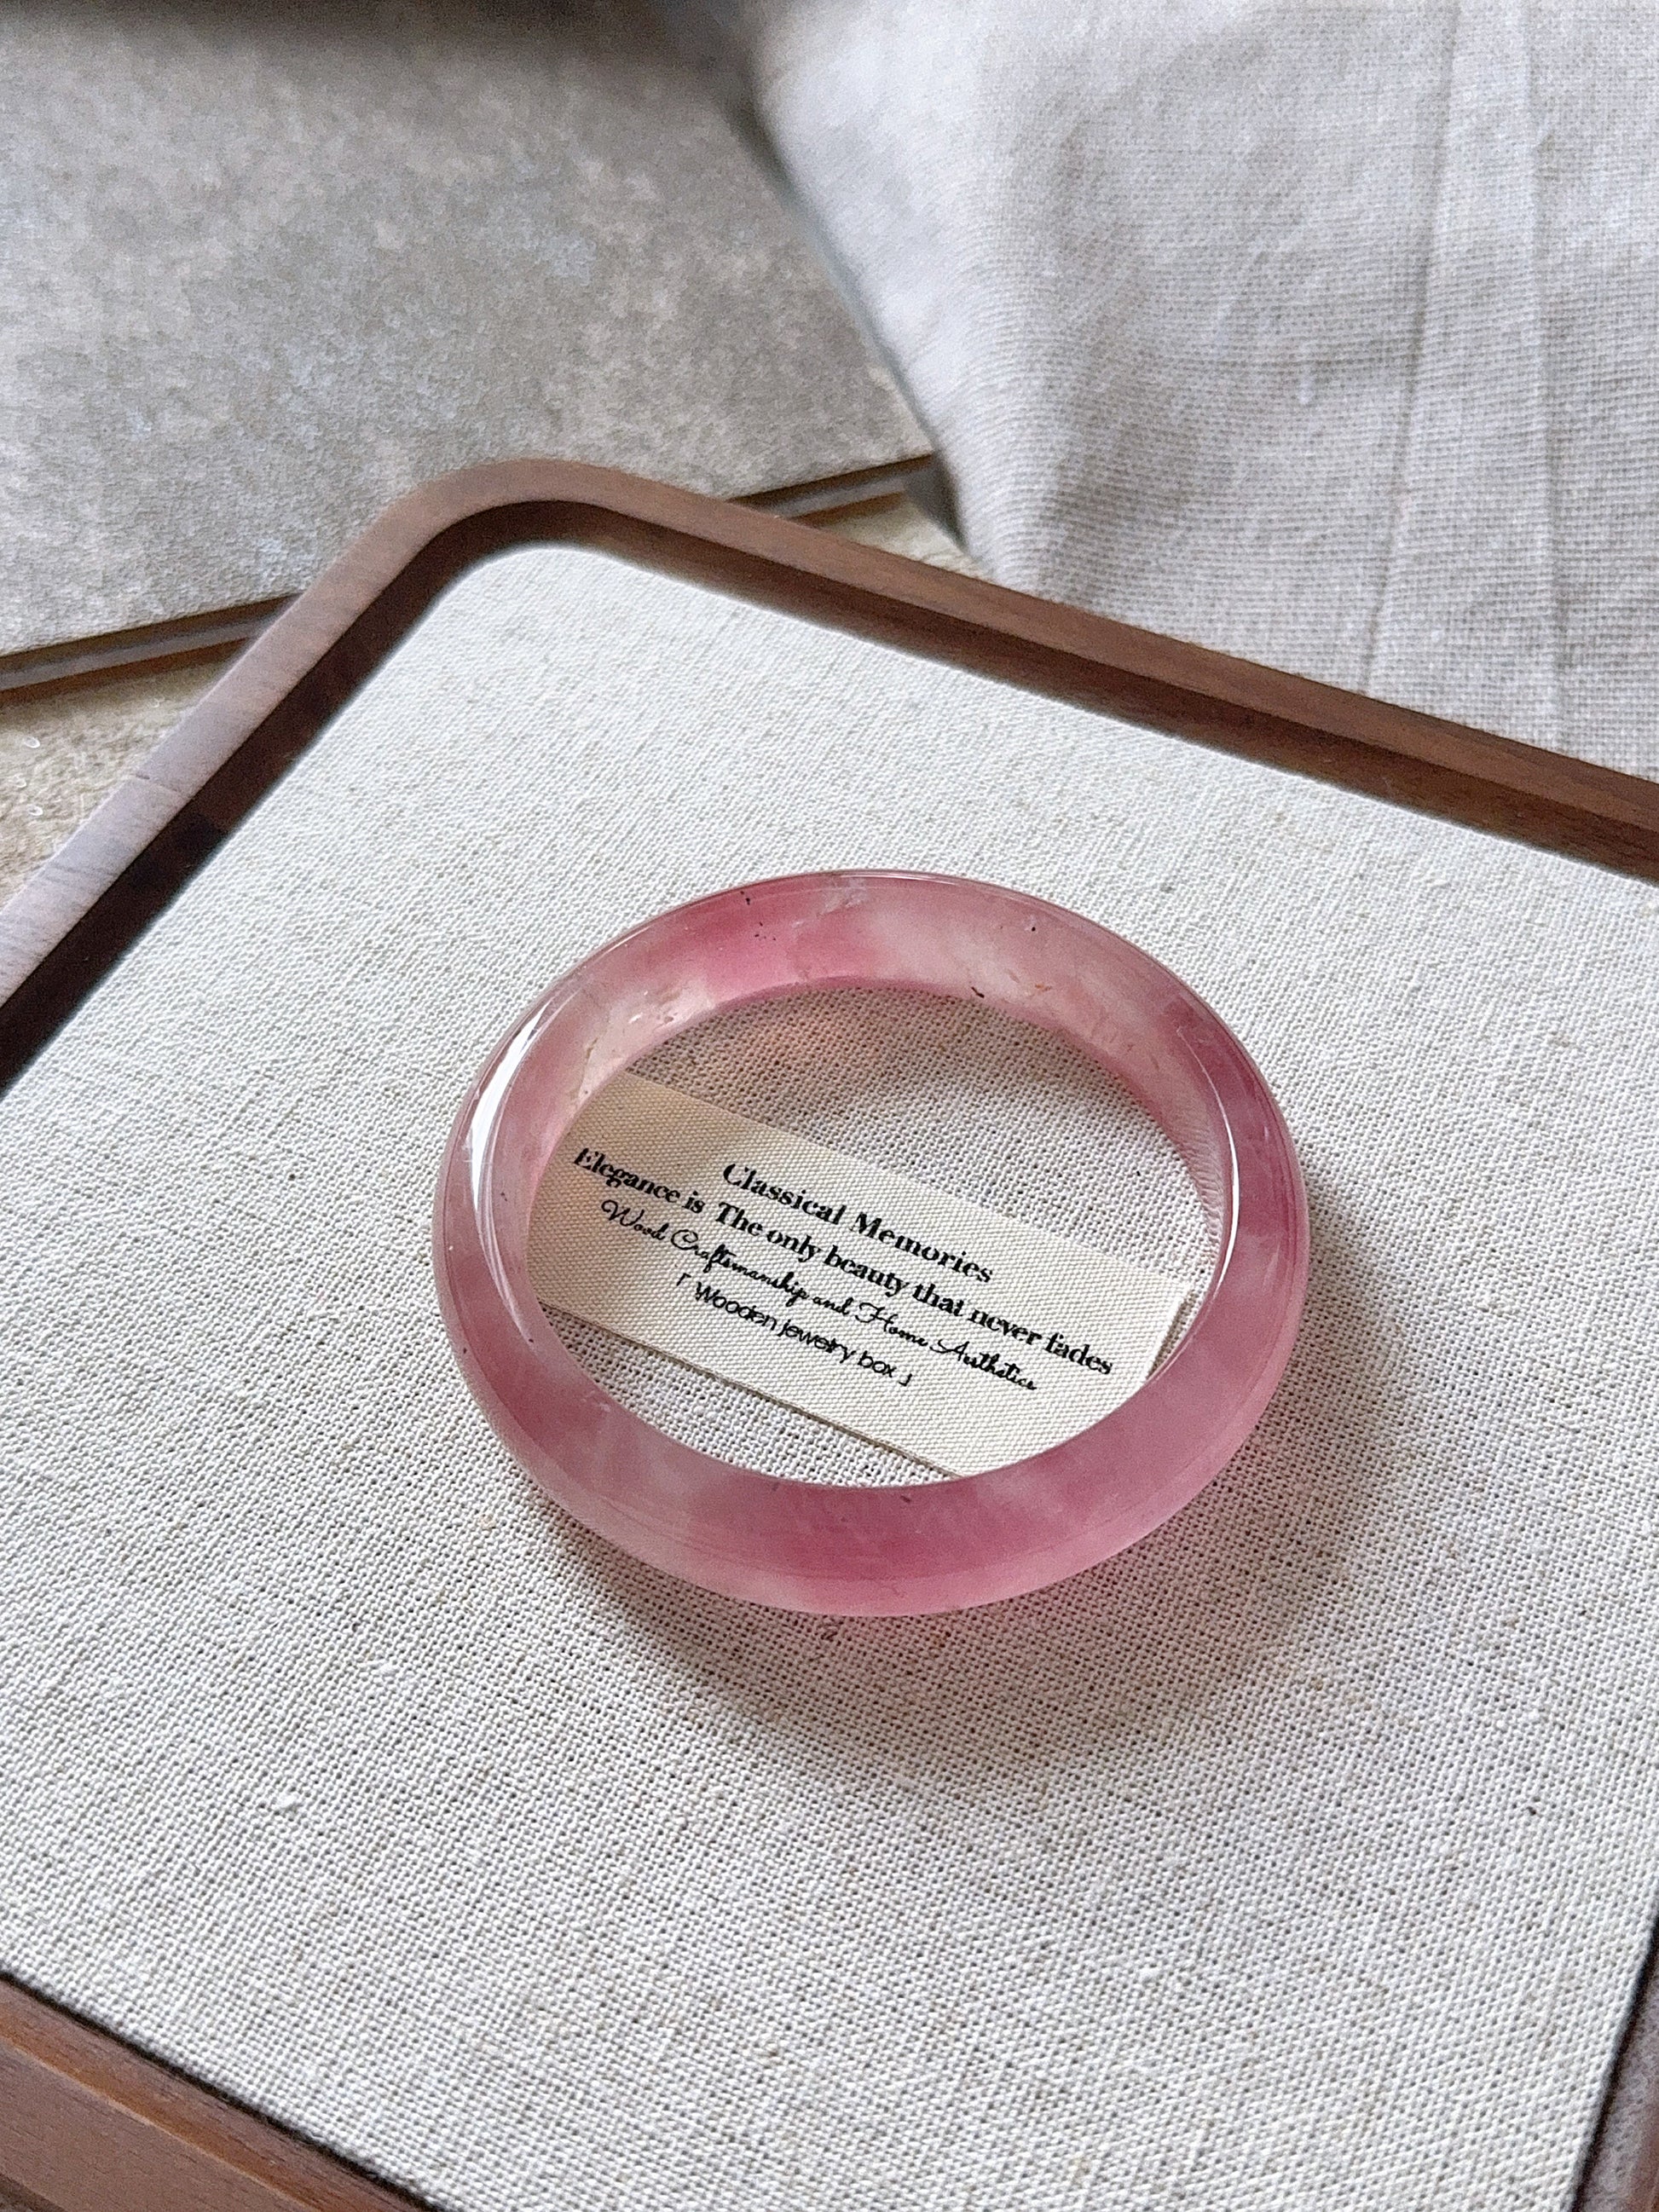 Classical Memories
Elegance is The only beauty that never fades
Wood Craftsmanship and Home Aesthetics
「 Wooden jewelry box 」